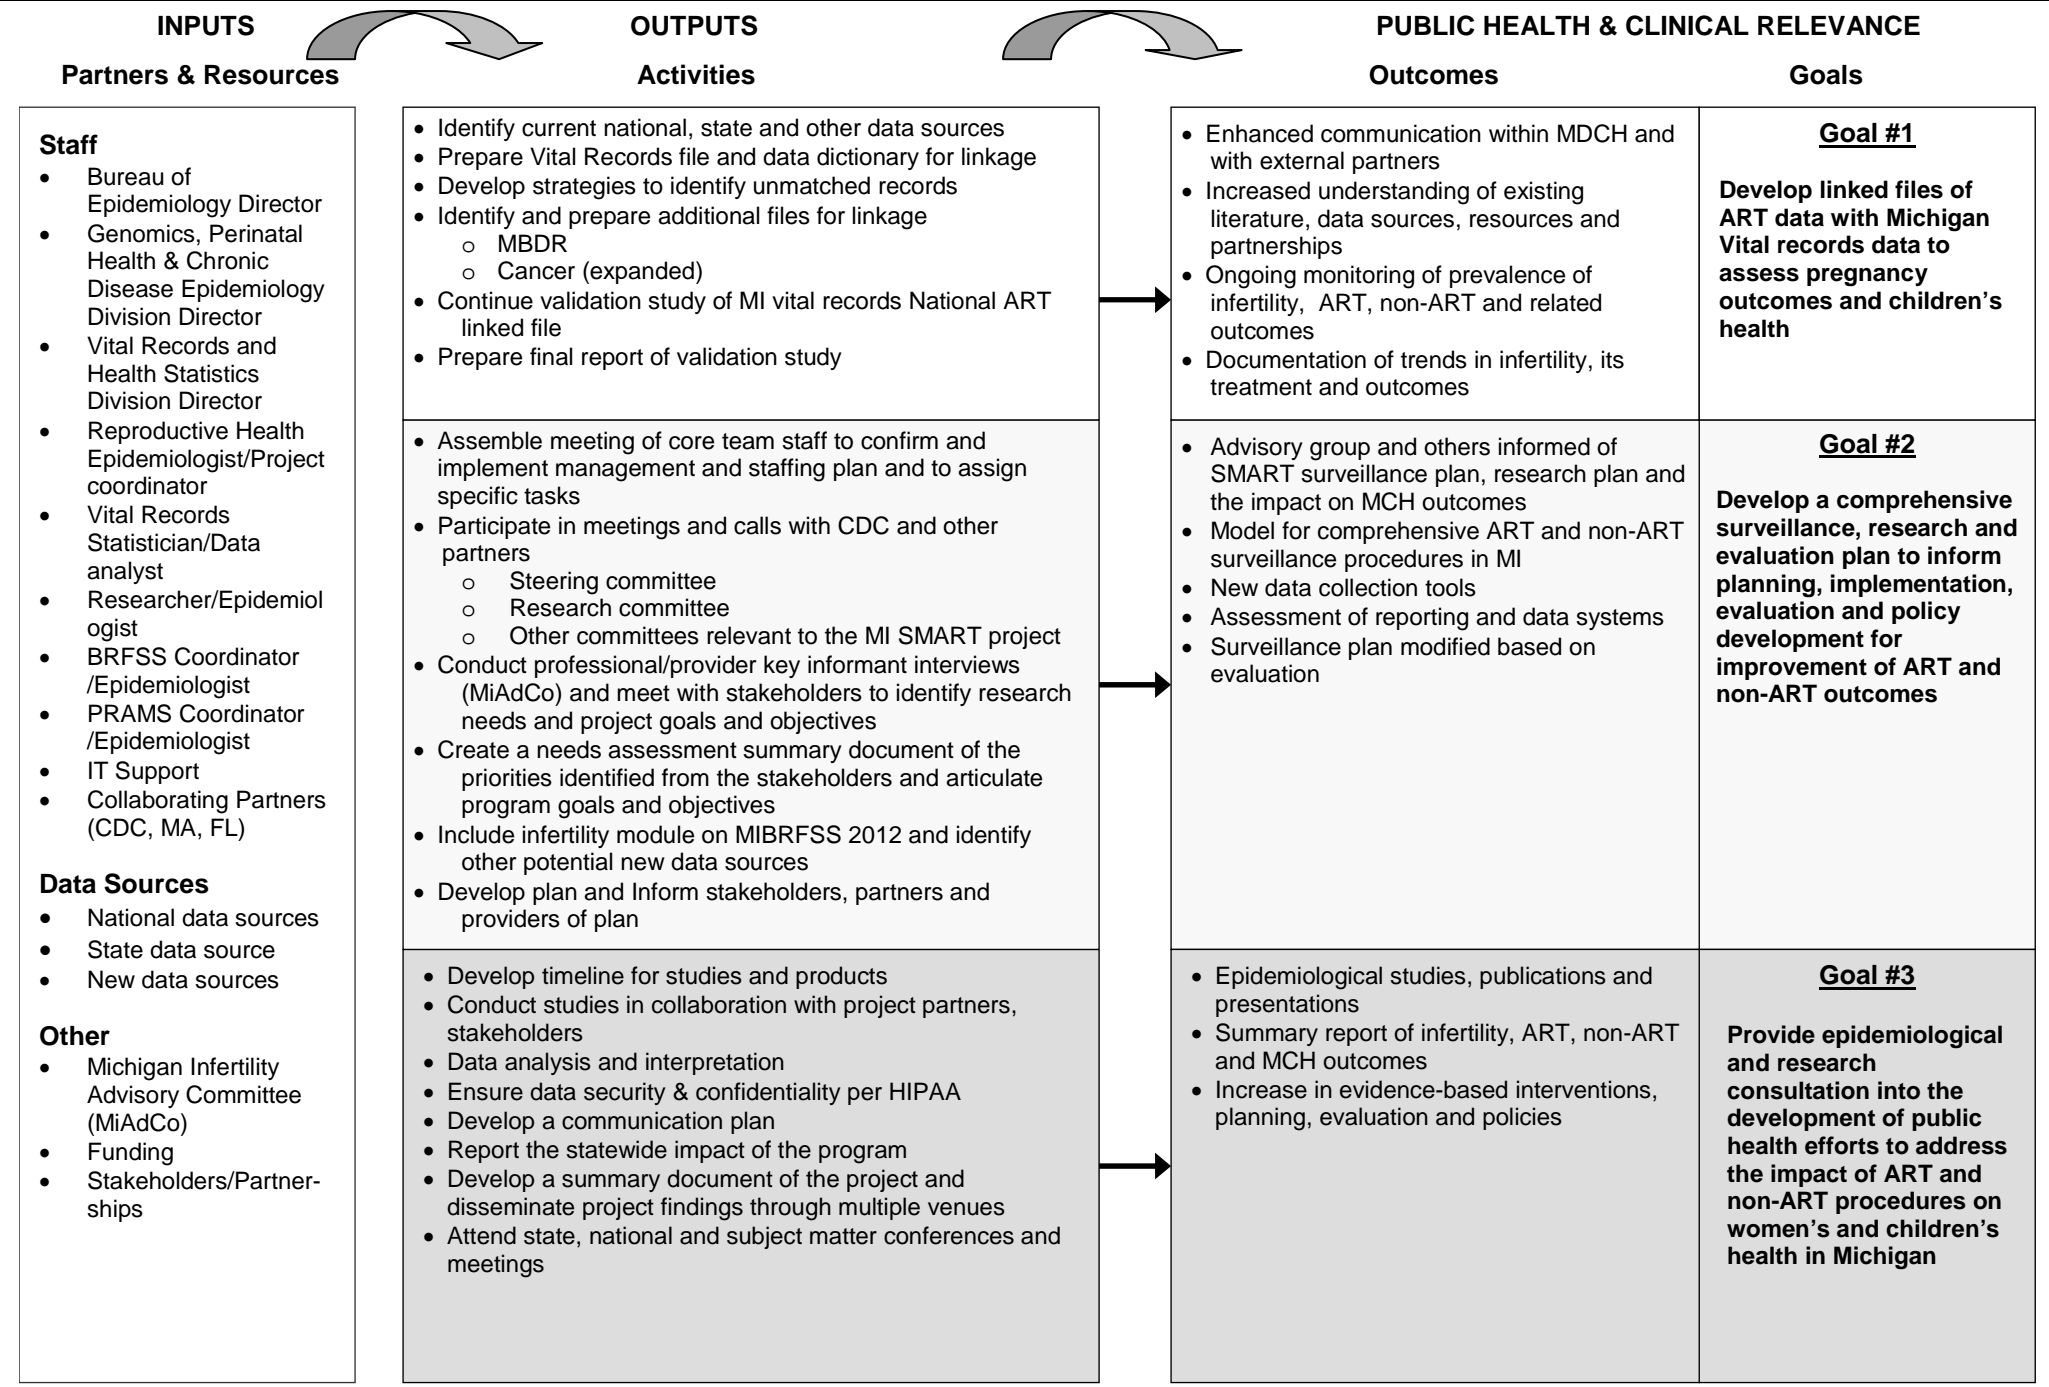 INPUTS
OUTPUTS
PUBLIC HEALTH & CLINICAL RELEVANCE
Partners & Resources
Activities
Outcomes
Goals
Staff
• Bureau of
Epidemiology Director
• Genomics, Perinatal
Health & Chronic
Disease Epidemiology
Division Director
• Vital Records and
Health Statistics
Division Director
• Reproductive Health
Epidemiologist/Project
coordinator
• Vital Records
Statistician/Data
analyst
• Researcher/Epidemiol
ogist
• BRFSS Coordinator
/Epidemiologist
• PRAMS Coordinator
/Epidemiologist
• IT Support
• Collaborating Partners
(CDC, MA, FL)
Data Sources
• National data sources
• State data source
• New data sources
Other
• Michigan Infertility
Advisory Committee
(MiAdCo)
• Funding
• Stakeholders/Partner-
ships
• Identify current national, state and other data sources
• Prepare Vital Records file and data dictionary for linkage
• Develop strategies to identify unmatched records
• Identify and prepare additional files for linkage
o MBDR
o Cancer (expanded)
• Continue validation study of MI vital records National ART
linked file
• Prepare final report of validation study
• Enhanced communication within MDCH and
with external partners
• Increased understanding of existing
literature, data sources, resources and
partnerships
• Ongoing monitoring of prevalence of
infertility, ART, non-ART and related
outcomes
• Documentation of trends in infertility, its
treatment and outcomes
Goal #1
Develop linked files of
ART data with Michigan
Vital records data to
assess pregnancy
outcomes and children’s
health
• Assemble meeting of core team staff to confirm and
implement management and staffing plan and to assign
specific tasks
• Participate in meetings and calls with CDC and other
partners
o Steering committee
o Research committee
o Other committees relevant to the MI SMART project
• Conduct professional/provider key informant interviews
(MiAdCo) and meet with stakeholders to identify research
needs and project goals and objectives
• Create a needs assessment summary document of the
priorities identified from the stakeholders and articulate
program goals and objectives
• Include infertility module on MIBRFSS 2012 and identify
other potential new data sources
• Develop plan and Inform stakeholders, partners and
providers of plan
• Advisory group and others informed of
SMART surveillance plan, research plan and
the impact on MCH outcomes
• Model for comprehensive ART and non-ART
surveillance procedures in MI
• New data collection tools
• Assessment of reporting and data systems
• Surveillance plan modified based on
evaluation
Goal #2
Develop a comprehensive
surveillance, research and
evaluation plan to inform
planning, implementation,
evaluation and policy
development for
improvement of ART and
non-ART outcomes
• Develop timeline for studies and products
• Conduct studies in collaboration with project partners,
stakeholders
• Data analysis and interpretation
• Ensure data security & confidentiality per HIPAA
• Develop a communication plan
• Report the statewide impact of the program
• Develop a summary document of the project and
disseminate project findings through multiple venues
• Attend state, national and subject matter conferences and
meetings
• Epidemiological studies, publications and
presentations
• Summary report of infertility, ART, non-ART
and MCH outcomes
• Increase in evidence-based interventions,
planning, evaluation and policies
Goal #3
Provide epidemiological
and research
consultation into the
development of public
health efforts to address
the impact of ART and
non-ART procedures on
women’s and children’s
health in Michigan